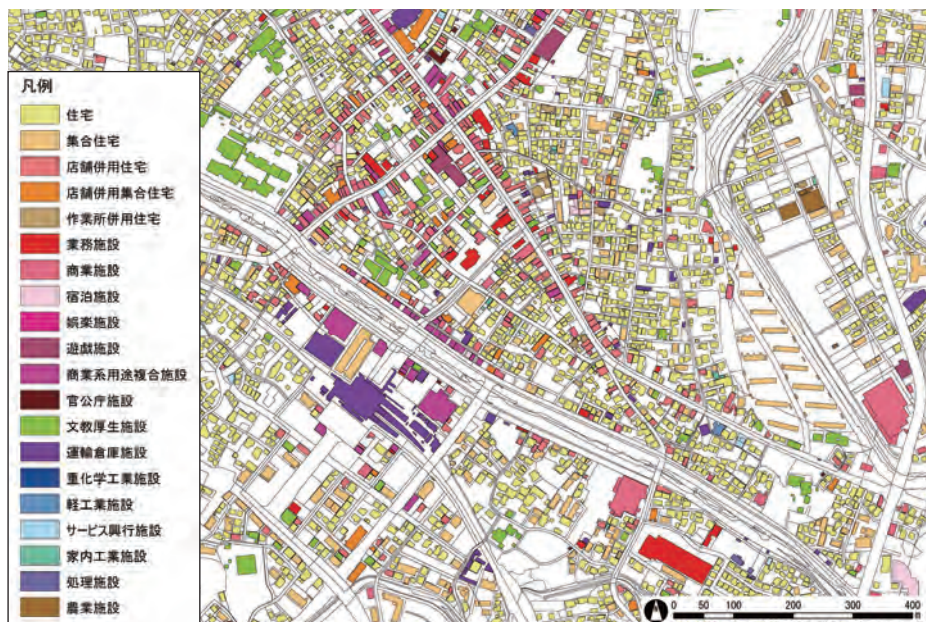 凡例
住宅
集合住宅
店舗併用住宅
店舗併用集合住宅
作業所併用住宅
業務施設
商業施設
宿泊施設
娯楽施設
遊戯施設
商業系用途複合施設
官公庁施設
文教厚生施設
運輸倉庫施設
重化学工業施設
軽工業施設
サービス興行施設
家内工業施設
処理施設
農業施設
0 50 100 200 300 400
m